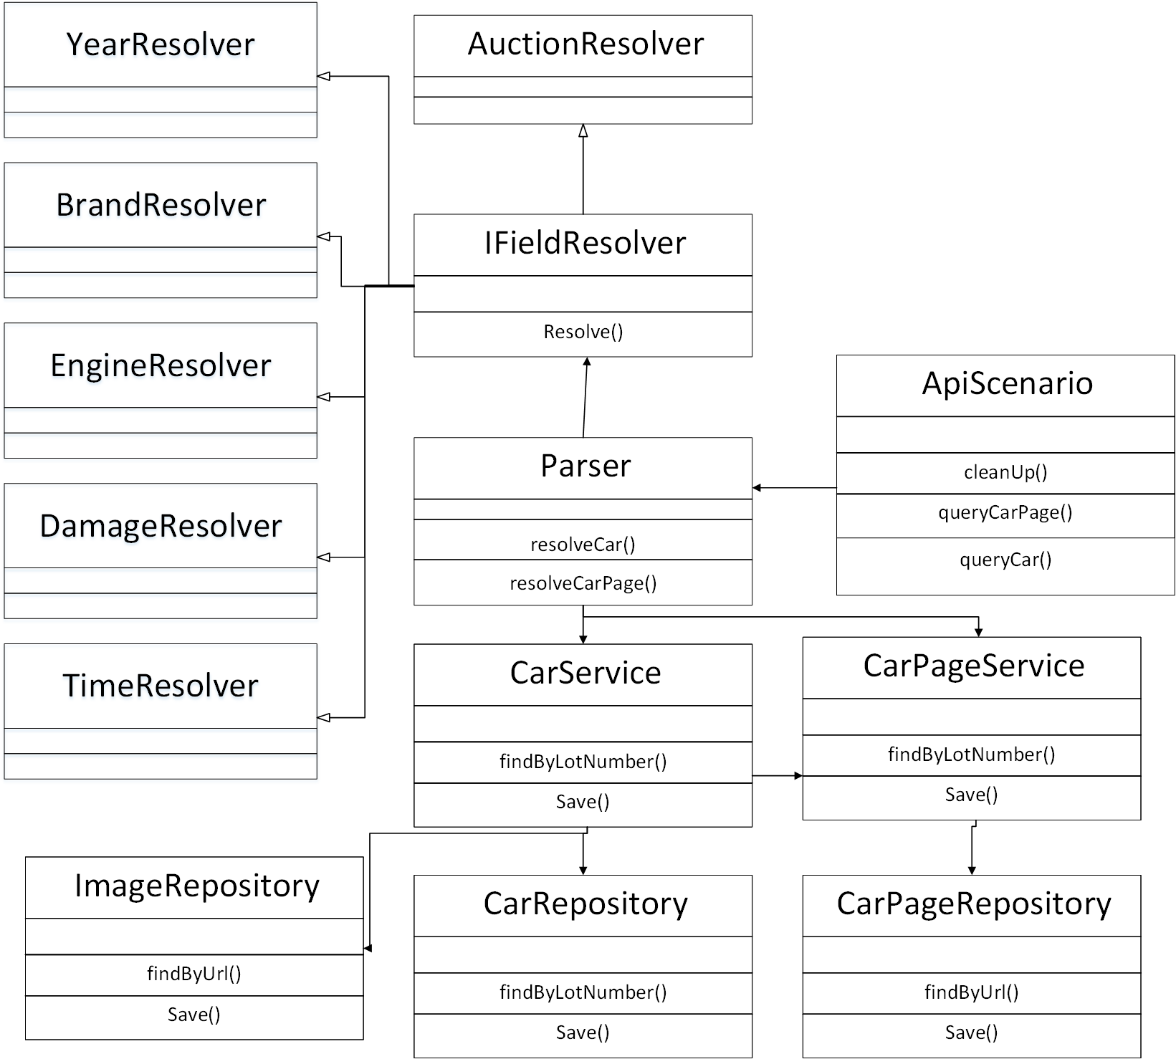 YearResolver
AuctionResolver
BrandResolver
IFieldResolver
Resolve()
EngineResolver
ApiScenario
cleanUp()
queryCarPage()
queryCar()
Parser
resolveCar()
resolveCarPage()
DamageResolver
TimeResolver
CarService
findByLotNumber()
Save()
CarPageService
findByLotNumber()
Save()
ImageRepository
findByUrl()
Save()
CarRepository
findByLotNumber()
Save()
CarPageRepository
findByUrl()
Save()